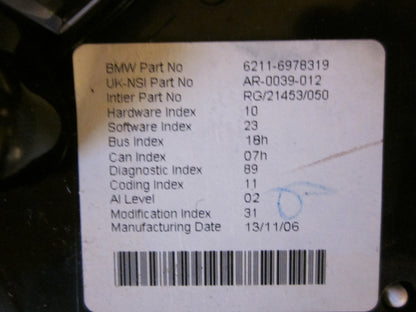 BMW Part No 6211-6978319
UK-NSI Part No AR-0039-012
Intier Part No RG/21453/050
Hardware Index 10
Software Index 23
Bus Index 18h
Can Index 07h
Diagnostic Index 89
Coding Index 11
AI Level 02
Modification Index 31
Manufacturing Date 13/11/06